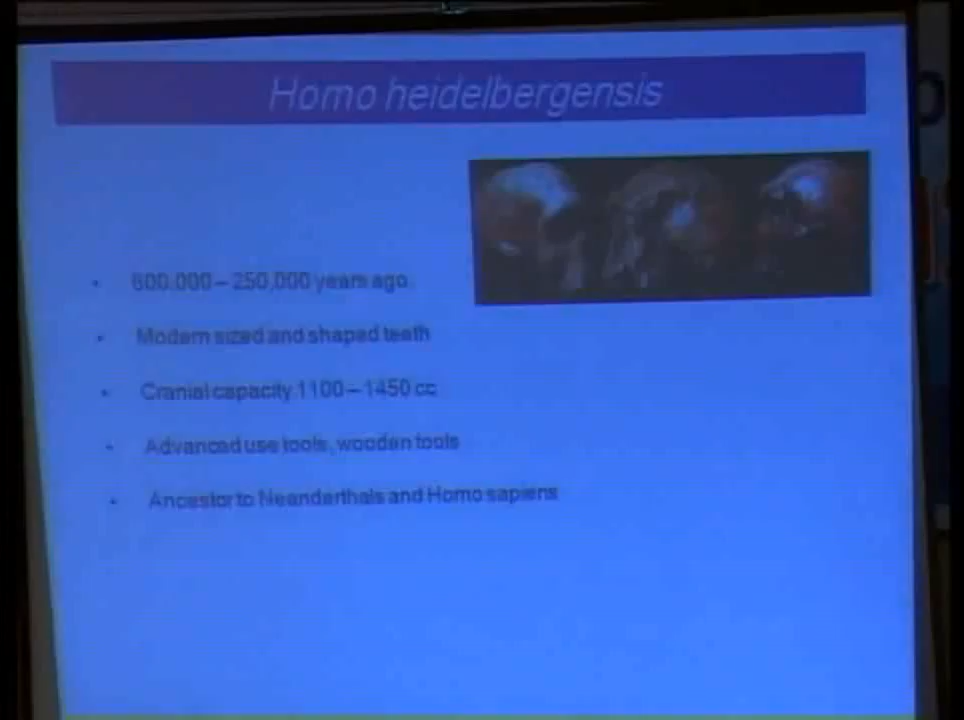 Homo heidelbergensis
• 600,000 – 250,000 years ago.
• Modern sized and shaped teeth
• Cranial capacity 1100 – 1450 cc
• Advanced use tools, wooden tools
• Ancestor to Neanderthals and Homo sapiens